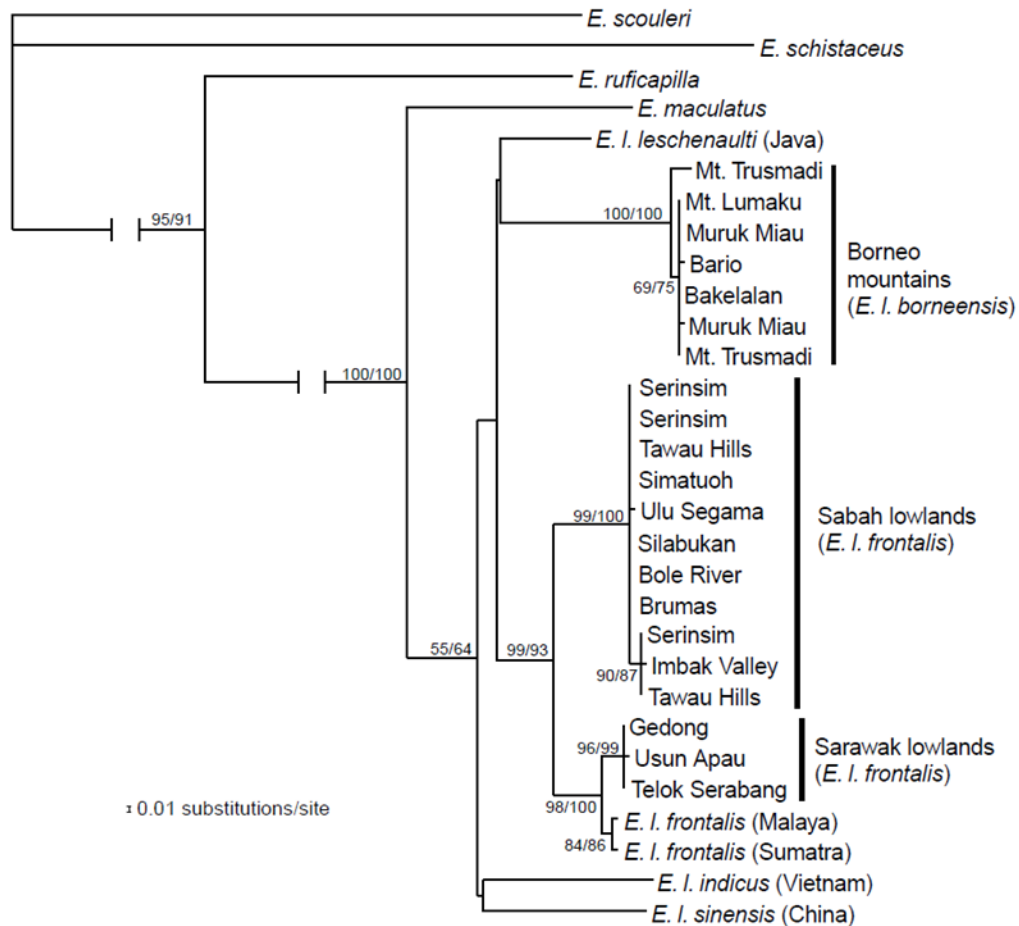 E. scouleri
E. schistaceus
E. ruficapilla
E. maculatus
E. l. leschenaulti (Java)
Mt. Trusmadi
Mt. Lumaku
Muruk Miau
Bario
Bakelalan
Muruk Miau
Mt. Trusmadi
Borneo
mountains
(E. l. borneensis)
95/91
100/100
69/75
100/100
Serinsim
Serinsim
Tawau Hills
Simatuoh
Ulu Segama
Silabukan
Bole River
Brumas
Serinsim
Imbak Valley
Tawau Hills
Sabah lowlands
(E. l. frontalis)
99/100
55/64
99/93
90/87
Gedong
Usun Apau
Telok Serabang
Sarawak lowlands
(E. l. frontalis)
96/99
98/100
84/86
E. l. frontalis (Malaya)
E. l. frontalis (Sumatra)
E. l. indicus (Vietnam)
E. l. sinensis (China)
0.01 substitutions/site